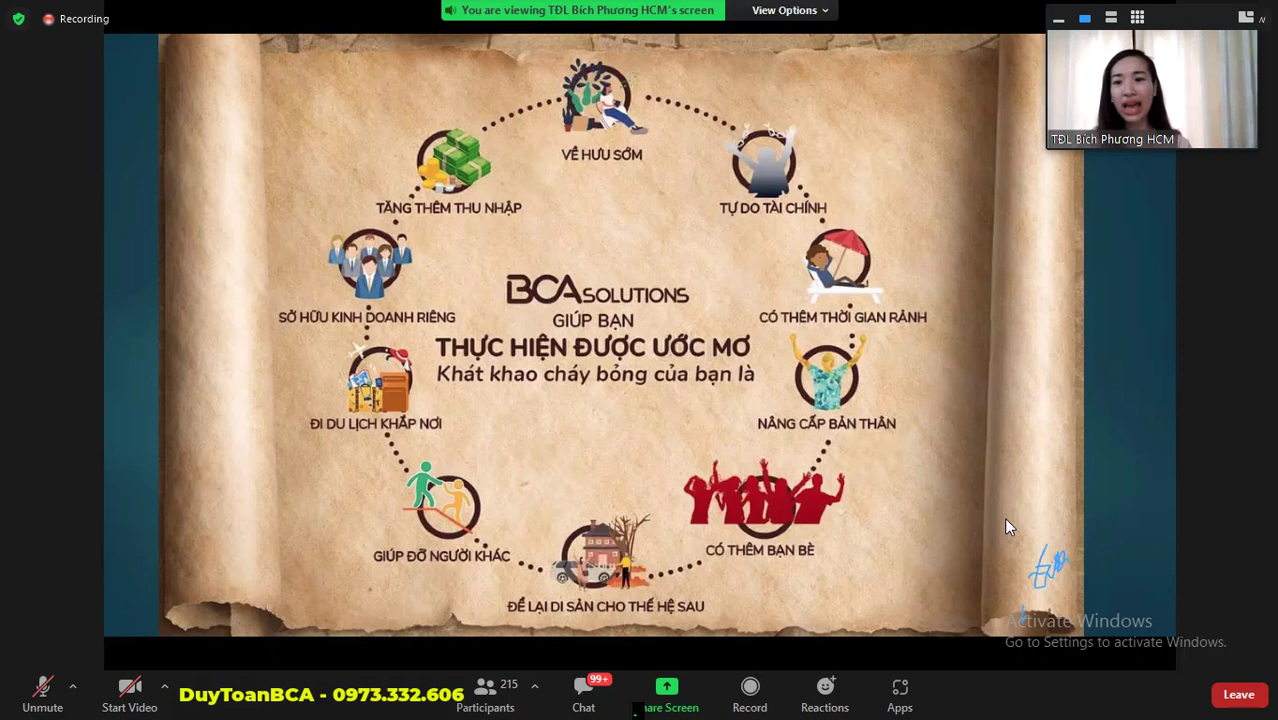 Recording
You are viewing TĐL Bích Phương HCM's screen
View Options
TĐL Bích Phương HCM
VỀ HƯU SỚM
TĂNG THÊM THU NHẬP
TỰ DO TÀI CHÍNH
SỞ HỮU KINH DOANH RIÊNG
CÓ THÊM THỜI GIAN RẢNH
BCA SOLUTIONS
GIÚP BẠN
THỰC HIỆN ĐƯỢC ƯỚC MƠ
Khát khao cháy bỏng của bạn là
ĐI DU LỊCH KHẮP NƠI
NÂNG CẤP BẢN THÂN
GIÚP ĐỠ NGƯỜI KHÁC
CÓ THÊM BẠN BÈ
ĐỂ LẠI DI SẢN CHO THẾ HỆ SAU
Activate Windows
Go to Settings to activate Windows.
DuyToanBCA - 0973.332.606
215
99+
Unmute
Start Video
Participants
Chat
hare Screen
Record
Reactions
Apps
Leave